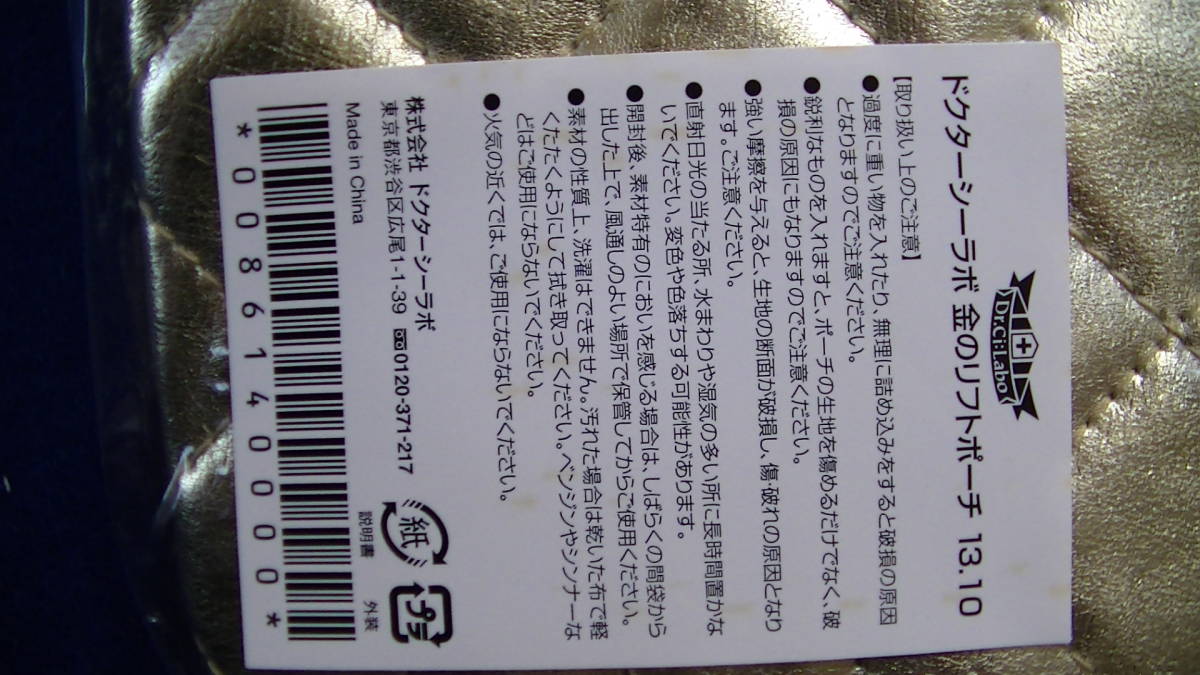 Dr.Ci:Labo
ドクターシーラボ 金のリフトポーチ 13.10
【取り扱い上のご注意】
●過度に重い物を入れたり、無理に詰め込みをすると破損の原因
となりますのでご注意ください。
●鋭利なものを入れますと、ポーチの生地を傷めるだけでなく、破
損の原因にもなりますのでご注意ください。
●強い摩擦を与えると、生地の断面が破損し、傷・破れの原因となり
ます。ご注意ください。
●直射日光の当たる所、水まわりや湿気の多い所に長時間置かな
いでください。変色や色落ちする可能性があります。
●開封後、素材特有のにおいを感じる場合は、しばらくの間袋から
出した上で、風通しのよい場所で保管してからご使用ください。
●素材の性質上、洗濯はできません。汚れた場合は乾いた布で軽
くたたくようにして拭き取ってください。ベンジンやシンナーな
どはご使用にならないでください。
●火気の近くでは、ご使用にならないでください。
株式会社 ドクターシーラボ
東京都渋谷区広尾1-1-39 0120-371-217
Made in China
紙
説明書
プラ
外装
*008614000*